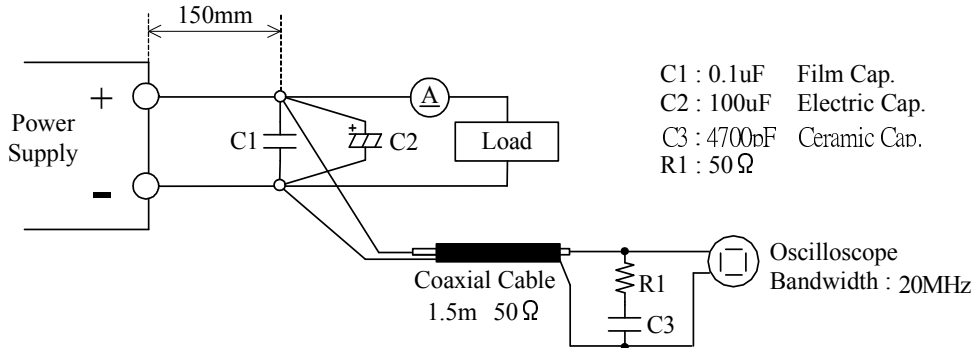 150mm
+
Power
Supply
-
C1
+
C2
A
Load
C1 : 0.1uF Film Cap.
C2 : 100uF Electric Cap.
C3 : 4700pF Ceramic Cap.
R1 : 50Ω
Coaxial Cable
1.5m 50Ω
R1
C3
Oscilloscope
Bandwidth : 20MHz